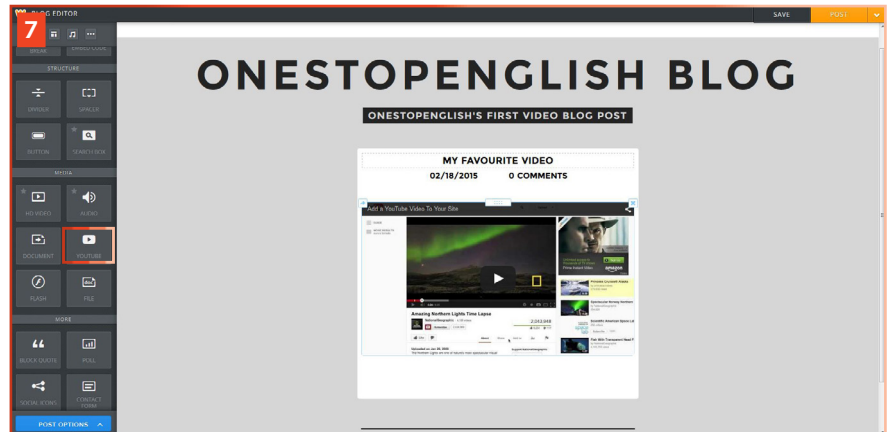 7
BLOG EDITOR
SAVE
POST
BREAK
EMBED CODE
STRUCTURE
DIVIDER
SPACER
BUTTON
SEARCH BOX
MEDIA
HD VIDEO
AUDIO
DOCUMENT
YOUTUBE
FLASH
FILE
MORE
BLOCK QUOTE
POLL
SOCIAL ICONS
CONTACT
FORM
POST OPTIONS
ONESTOPENGLISH BLOG
ONESTOPENGLISH'S FIRST VIDEO BLOG POST
MY FAVOURITE VIDEO
02/18/2015
0 COMMENTS
Add a YouTube Video To Your Site
Amazing Northern Lights Time Lapse
amazon